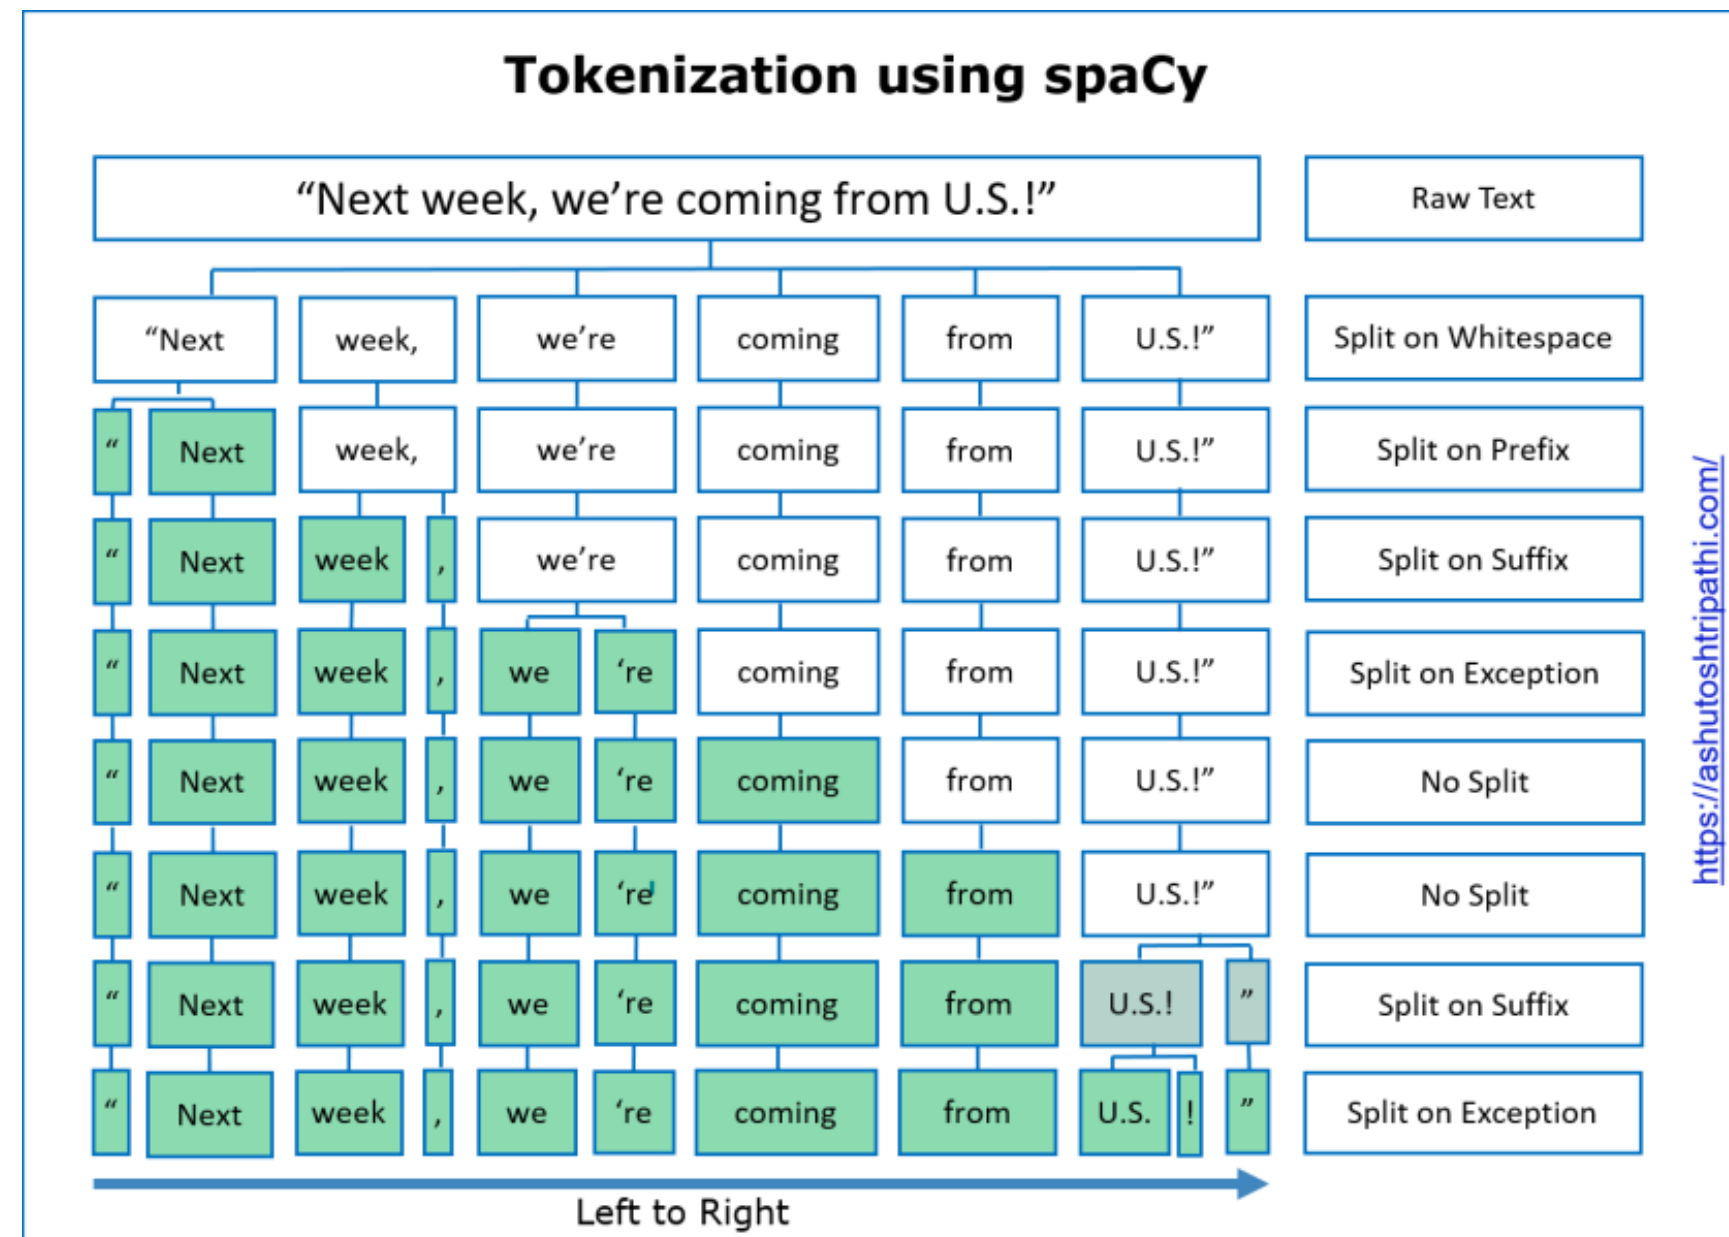 Tokenization using spaCy
“Next week, we’re coming from U.S.!” Raw Text
“Next week, we’re coming from U.S.!” Split on Whitespace
“ Next week, we’re coming from U.S.!” Split on Prefix
“ Next week , we’re coming from U.S.!” Split on Suffix
“ Next week , we ‘re coming from U.S.!” Split on Exception
“ Next week , we ‘re coming from U.S.!” No Split
“ Next week , we ‘re coming from U.S.!” No Split
“ Next week , we ‘re coming from U.S.! ” Split on Suffix
“ Next week , we ‘re coming from U.S. ! ” Split on Exception
Left to Right
https://ashutoshtripathi.com/